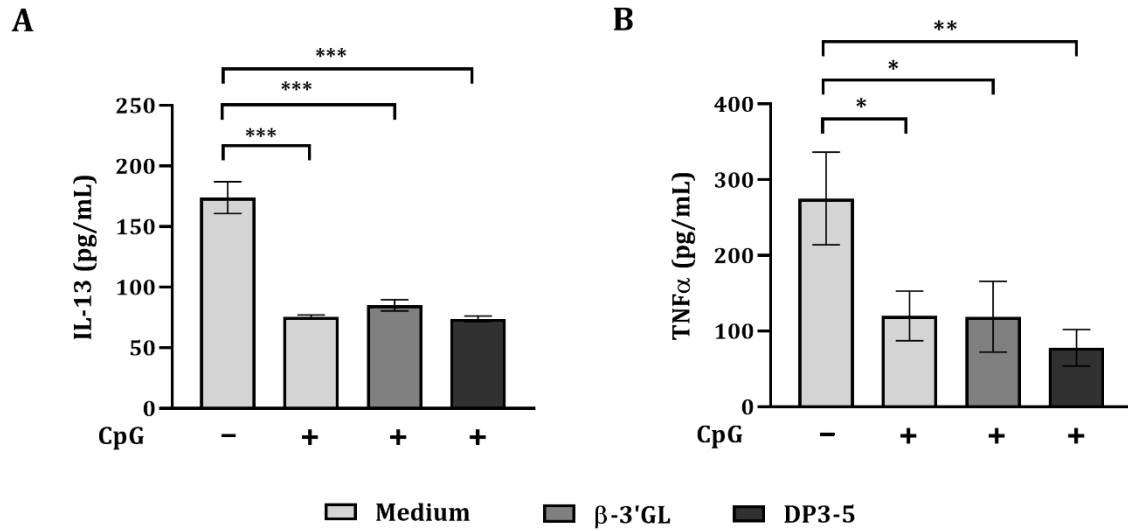 A
***
***
***
250
200
150
100
50
0
IL-13 (pg/mL)
CpG − + + +
B
**
*
*
400
300
200
100
0
TNFα (pg/mL)
CpG − + + +
Medium β-3'GL DP3-5